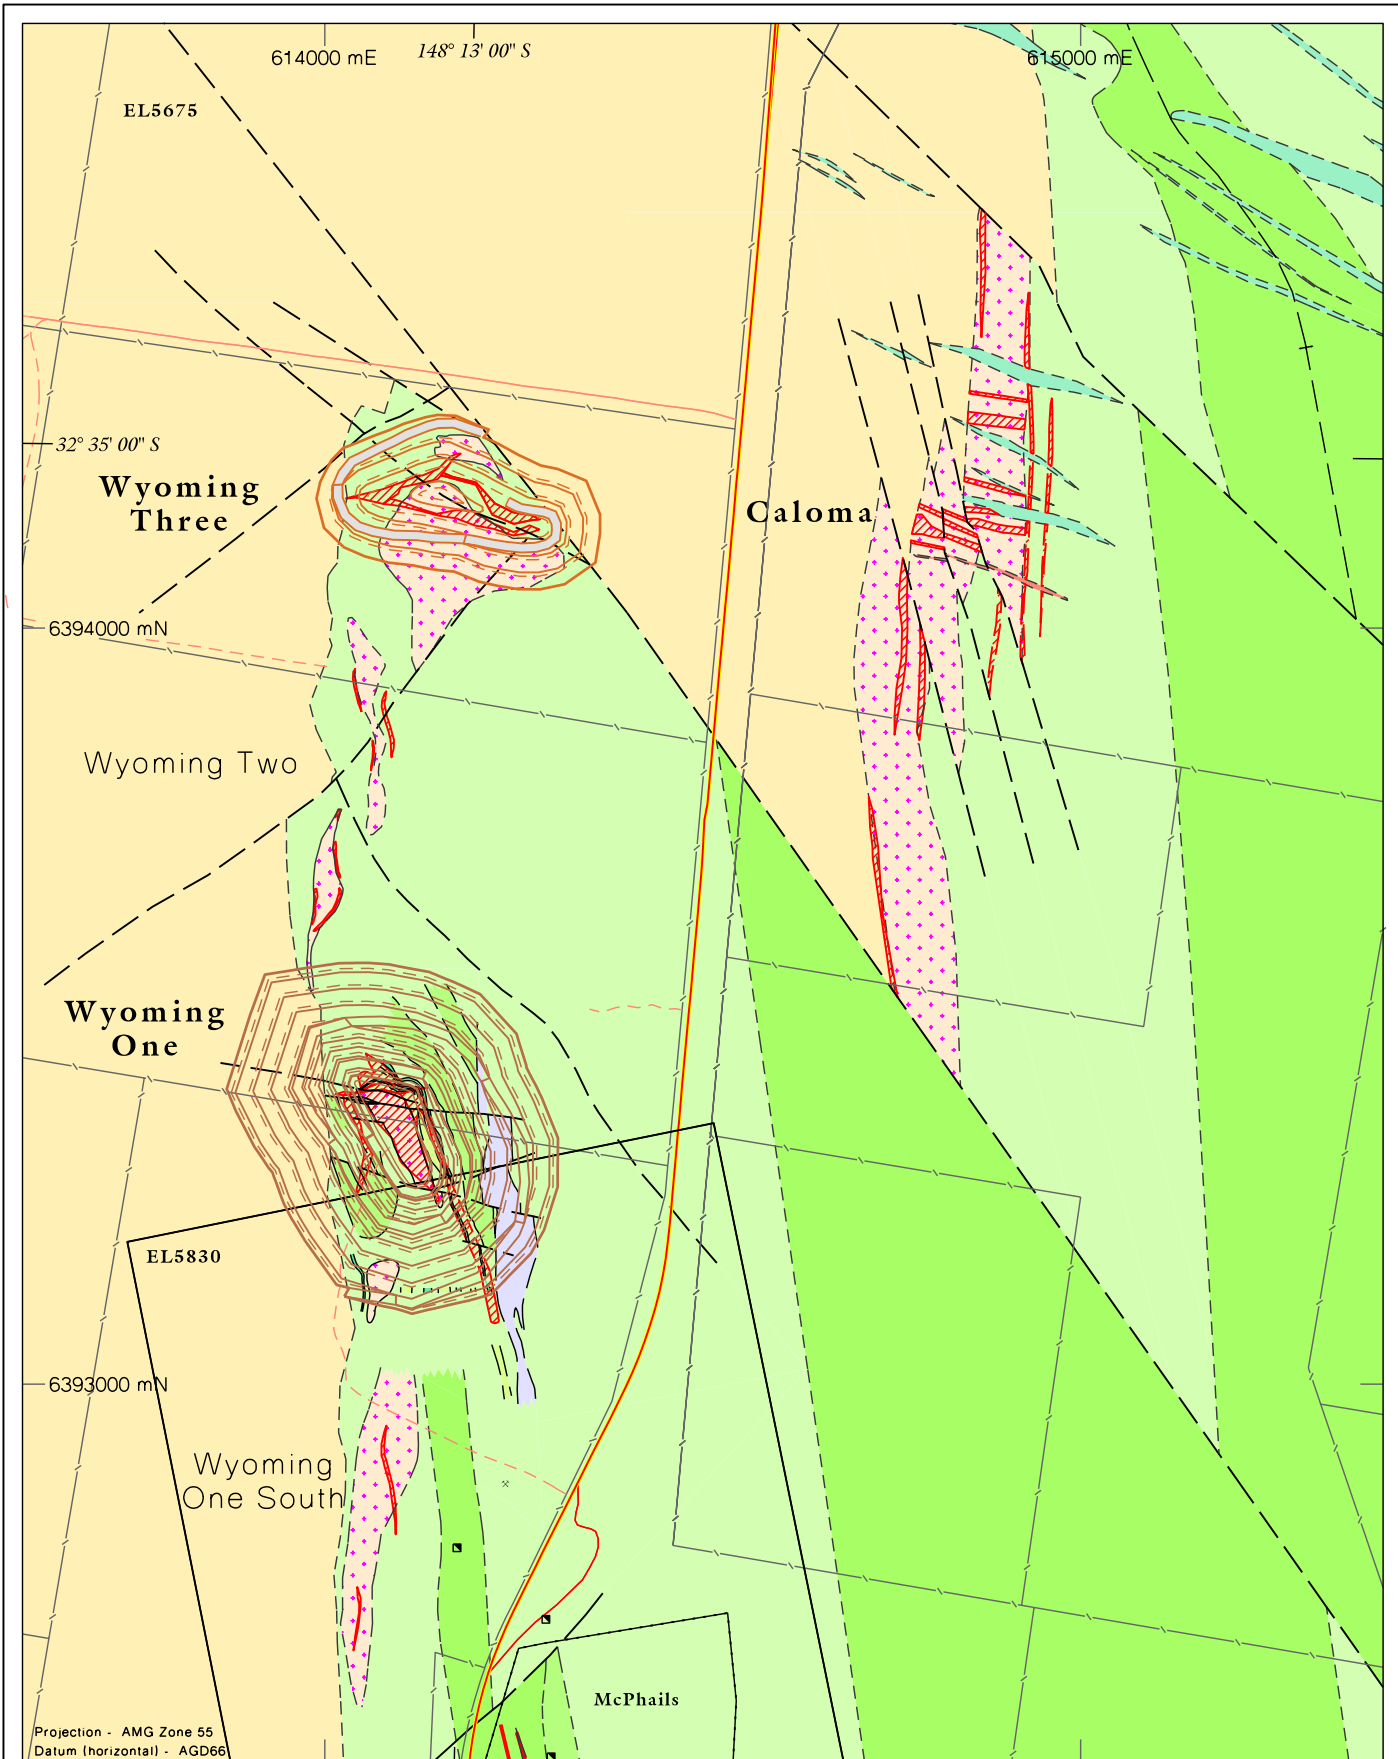 614000 mE
148° 13' 00" S
615000 mE
EL5675
32° 35' 00" S
Wyoming
Three
Caloma
6394000 mN
Wyoming Two
Wyoming
One
EL5830
6393000 mN
Wyoming
One South
McPhails
Projection - AMG Zone 55
Datum (horizontal) - AGD66